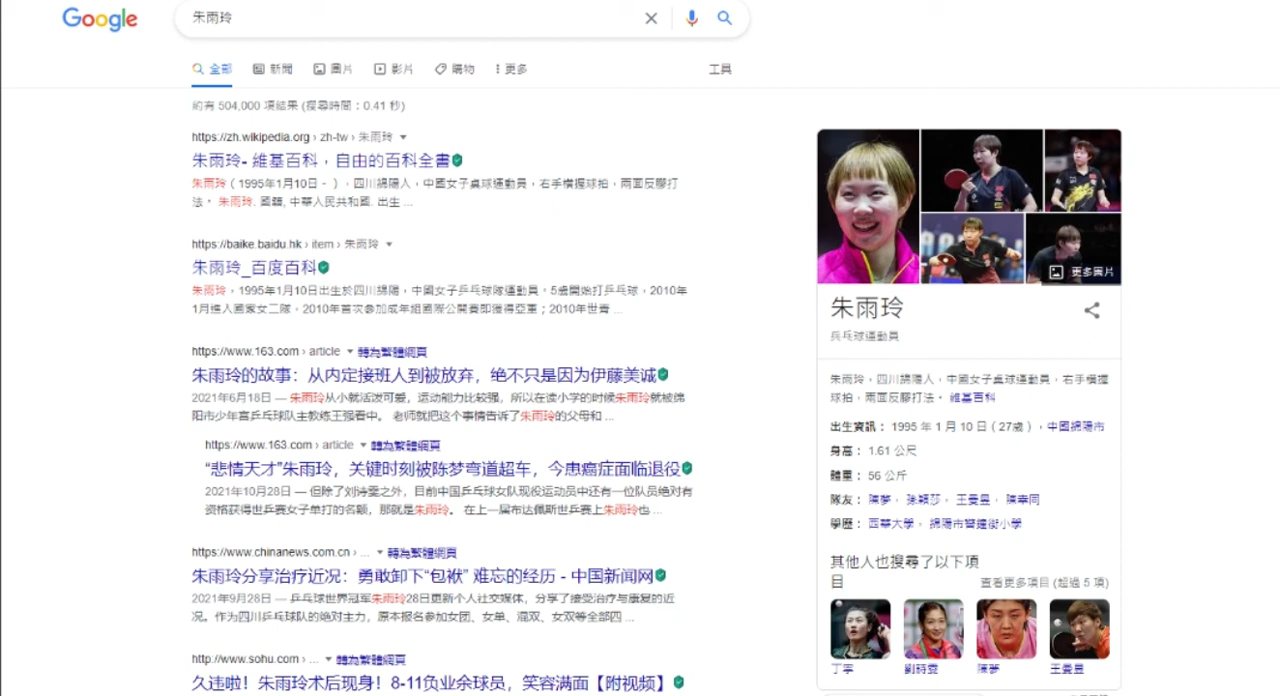 Google
朱雨玲
全部 新聞 圖片 影片 購物 更多 工具
約有 504,000 項結果 (搜尋時間：0.41 秒)
https://zh.wikipedia.org › zh-tw › 朱雨玲
朱雨玲- 維基百科，自由的百科全書
朱雨玲（1995年1月10日－），四川綿陽人，中國女子桌球運動員，右手橫握球拍，兩面反膠打
法。 朱雨玲. 國籍, 中華人民共和國. 出生 ...
https://baike.baidu.hk › item › 朱雨玲
朱雨玲_百度百科
朱雨玲，1995年1月10日出生於四川綿陽，中國女子乒乓球隊運動員。5歲開始打乒乓球，2010年
1月進入國家女二隊。2010年首次參加成年組國際公開賽即獲得亞軍；2010年世青 ...
https://www.163.com › article 轉為繁體網頁
朱雨玲的故事：从内定接班人到被放弃，绝不只是因为伊藤美诚
2021年6月18日 — 朱雨玲从小就活泼可爱，运动能力比较强，所以在读小学的时候朱雨玲就被绵
阳市少年宫乒乓球队主教练王强看中。 老师就把这个事情告诉了朱雨玲的父母和 ...
https://www.163.com › article 轉為繁體網頁
“悲情天才”朱雨玲，关键时刻被陈梦弯道超车，今患癌症面临退役
2021年10月28日 — 但除了刘诗雯之外，目前中国乒乓球女队现役运动员中还有一位队员绝对有
资格获得世乒赛女子单打的名额，那就是朱雨玲。 在上一届布达佩斯世乒赛上朱雨玲也 ...
https://www.chinanews.com.cn › ... 轉為繁體網頁
朱雨玲分享治疗近况：勇敢卸下“包袱” 难忘的经历 - 中国新闻网
2021年9月28日 — 乒乓球世界冠军朱雨玲28日更新个人社交媒体，分享了接受治疗与康复的近
况。作为四川乒乓球队的绝对主力，原本报名参加女团、女单、混双、女双等全部四 ...
http://www.sohu.com › ... 轉為繁體網頁
久违啦！朱雨玲术后现身！8-11负业余球员，笑容满面【附视频】
更多圖片
朱雨玲
乒乓球運動員
朱雨玲，四川綿陽人，中國女子桌球運動員，右手橫握
球拍，兩面反膠打法。 維基百科
出生資訊： 1995 年 1 月 10 日（27歲），中國綿陽市
身高： 1.61 公尺
體重： 56 公斤
隊友： 陳夢，孫穎莎，王曼昱，陳幸同
學歷： 西華大學，綿陽市警鐘街小學
其他人也搜尋了以下項
目 查看更多項目 (超過 5 項)
丁寧 劉詩雯 陳夢 王曼昱